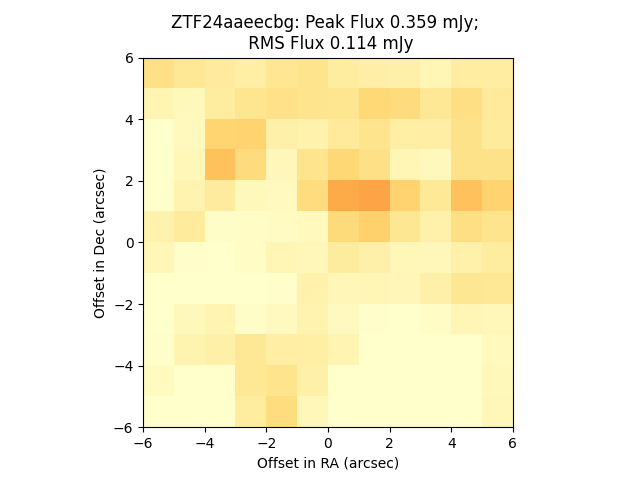 ZTF24aaeecbg: Peak Flux 0.359 mJy;
RMS Flux 0.114 mJy
6
4
2
0
−2
−4
−6
Offset in Dec (arcsec)
−6 −4 −2 0 2 4 6
Offset in RA (arcsec)